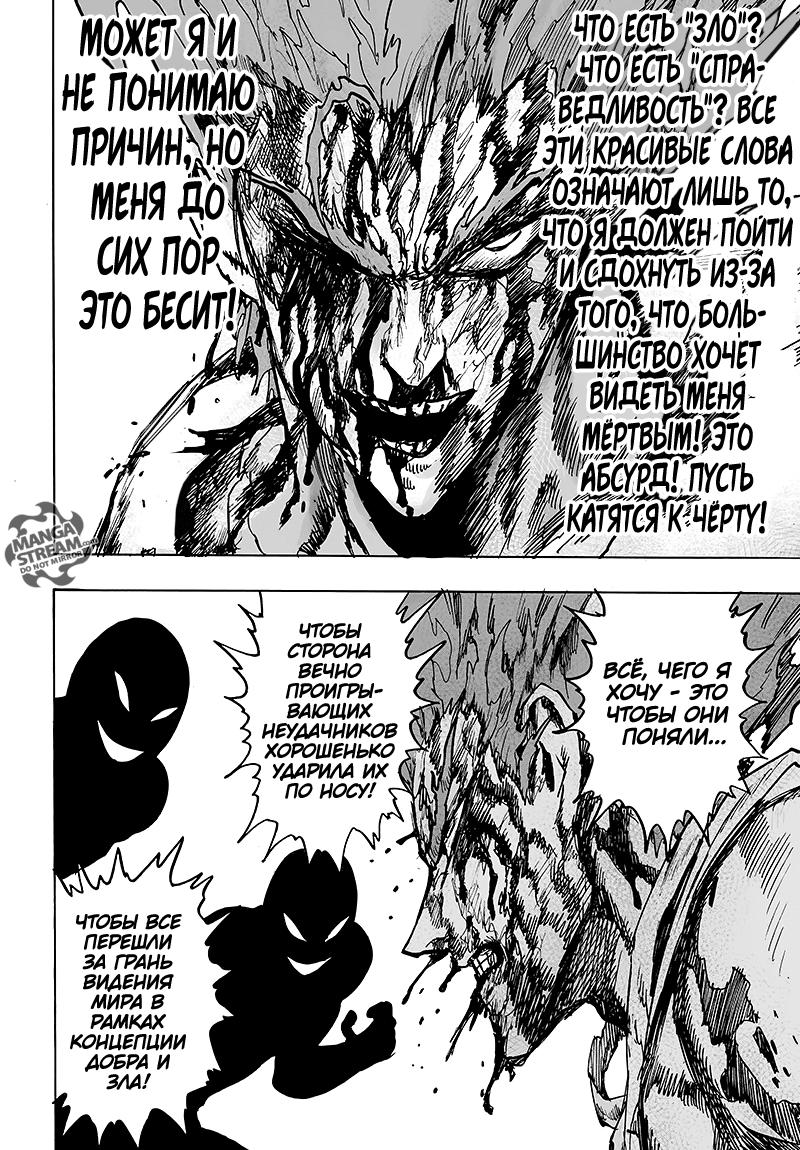 ЧТО ЕСТЬ "ЗЛО"?
ЧТО ЕСТЬ "СПРА-
ВЕДЛИВОСТЬ"? ВСЕ
ЭТИ КРАСИВЫЕ СЛОВА
ОЗНАЧАЮТ ЛИШЬ ТО,
ЧТО Я ДОЛЖЕН ПОЙТИ
И СДОХНУТЬ ИЗ-ЗА
ТОГО, ЧТО БОЛЬ-
ШИНСТВО ХОЧЕТ
ВИДЕТЬ МЕНЯ
МЁРТВЫМ! ЭТО
АБСУРД! ПУСТЬ
КАТЯТСЯ К ЧЁРТУ!
МОЖЕТ Я И
НЕ ПОНИМАЮ
ПРИЧИН, НО
МЕНЯ ДО
СИХ ПОР
ЭТО БЕСИТ!
MANGA
STREAM.com
DO NOT MIRROR
ВСЁ, ЧЕГО Я
ХОЧУ - ЭТО
ЧТОБЫ ОНИ
ПОНЯЛИ...
ЧТОБЫ
СТОРОНА
ВЕЧНО
ПРОИГРЫ-
ВАЮЩИХ
НЕУДАЧНИКОВ
ХОРОШЕНЬКО
УДАРИЛА ИХ
ПО НОСУ!
ЧТОБЫ ВСЕ
ПЕРЕШЛИ
ЗА ГРАНЬ
ВИДЕНИЯ
МИРА В
РАМКАХ
КОНЦЕПЦИИ
ДОБРА И
ЗЛА!